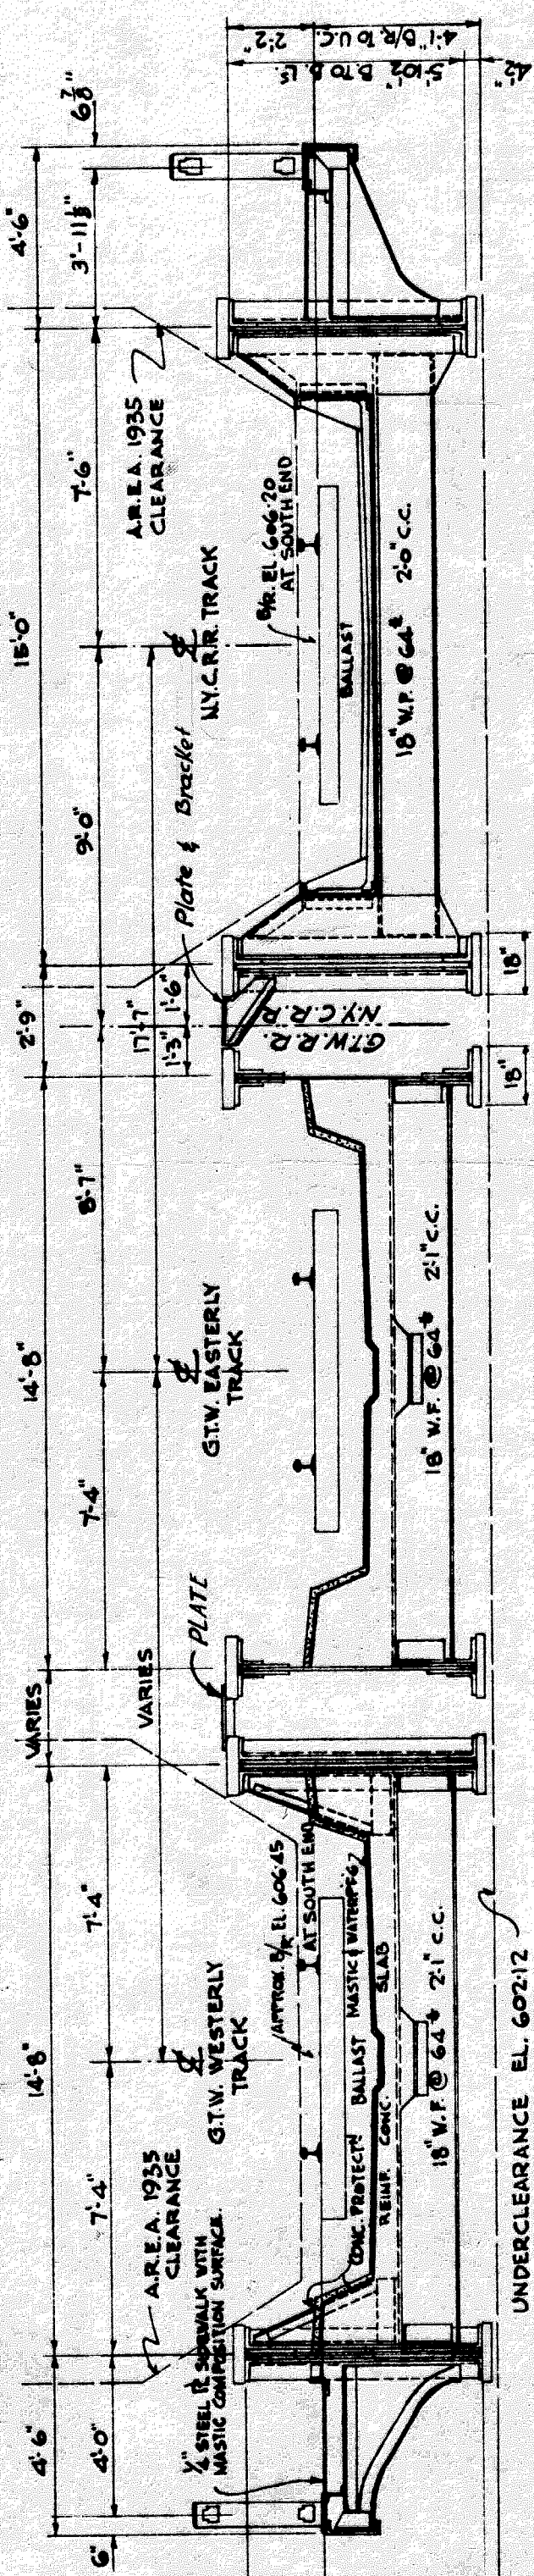 4'-6"
14'-8"
VARIES
14'-8"
2'-9"
15'-0"
4'-6"
6"
4'-0"
7'-4"
7'-4"
VARIES
7'-4"
8'-7"
9'-0"
7'-6"
3'-11⅛"
6⅞"
17'-7"
1'-3"
1'-6"
A.R.E.A. 1935
CLEARANCE
¼" STEEL PL SIDEWALK WITH
MASTIC COMPOSITION SURFACE.
G.T.W. WESTERLY
TRACK
APPROX. B/R EL. 606.45
AT SOUTH END
CONC. PROTECT'N
BALLAST
MASTIC WATERPF'G
REINF. CONC. SLAB
18" W.F. @ 64# 2'-1" C.C.
UNDERCLEARANCE EL. 602.12
PLATE
G.T.W. EASTERLY
TRACK
18" W.F. @ 64# 2'-1" C.C.
G.T.W.R.R.
N.Y.C.R.R.
Plate & Bracket
18"
18"
N.Y.C.R.R. TRACK
B/R. EL. 606.20
AT SOUTH END
BALLAST
18" W.F. @ 64# 2'-0" C.C.
A.R.E.A. 1935
CLEARANCE
2'-2"
4'-1" B/R. TO U.C.
5'-10½" B. TO B. Ls
4½"